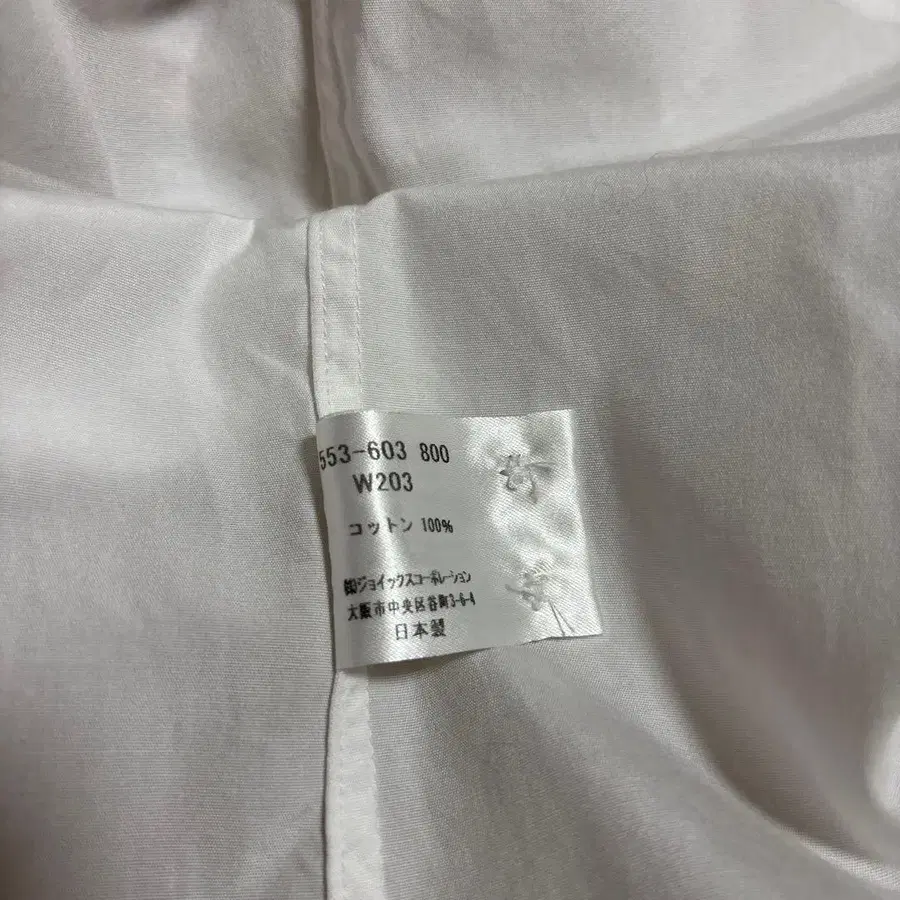 553-603 800
W203
コットン 100%
㈱ジョイックスコーポレーション
大阪市中央区谷町3-6-4
日本製